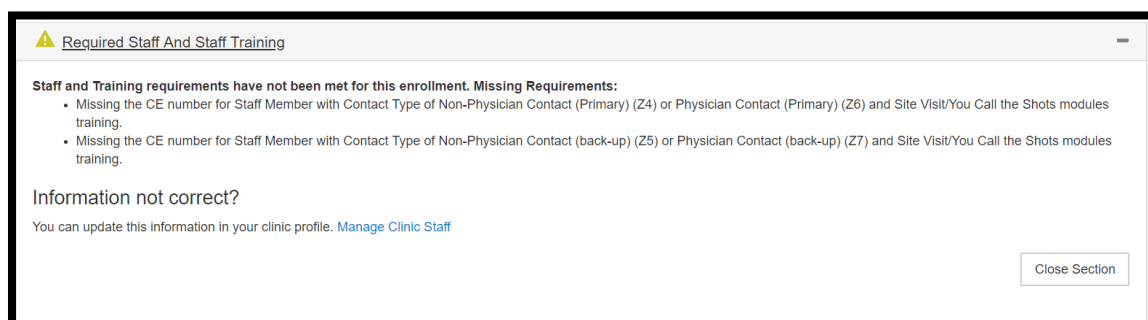 Required Staff And Staff Training
Staff and Training requirements have not been met for this enrollment. Missing Requirements:
• Missing the CE number for Staff Member with Contact Type of Non-Physician Contact (Primary) (Z4) or Physician Contact (Primary) (Z6) and Site Visit/You Call the Shots modules
training.
• Missing the CE number for Staff Member with Contact Type of Non-Physician Contact (back-up) (Z5) or Physician Contact (back-up) (Z7) and Site Visit/You Call the Shots modules
training.
Information not correct?
You can update this information in your clinic profile. Manage Clinic Staff
Close Section